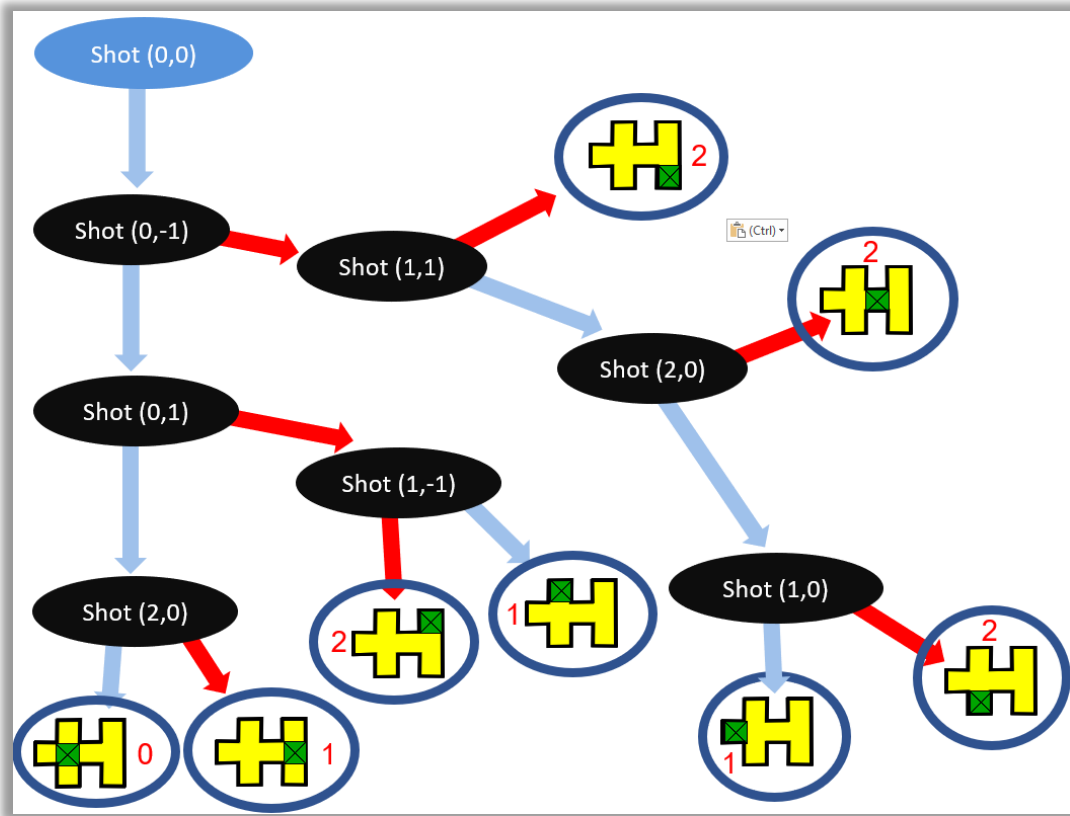 Shot (0,0)
2
Shot (0,-1)
(Ctrl)
Shot (1,1)
2
Shot (2,0)
Shot (0,1)
Shot (1,-1)
Shot (1,0)
Shot (2,0)
1
2
2
0
1
1